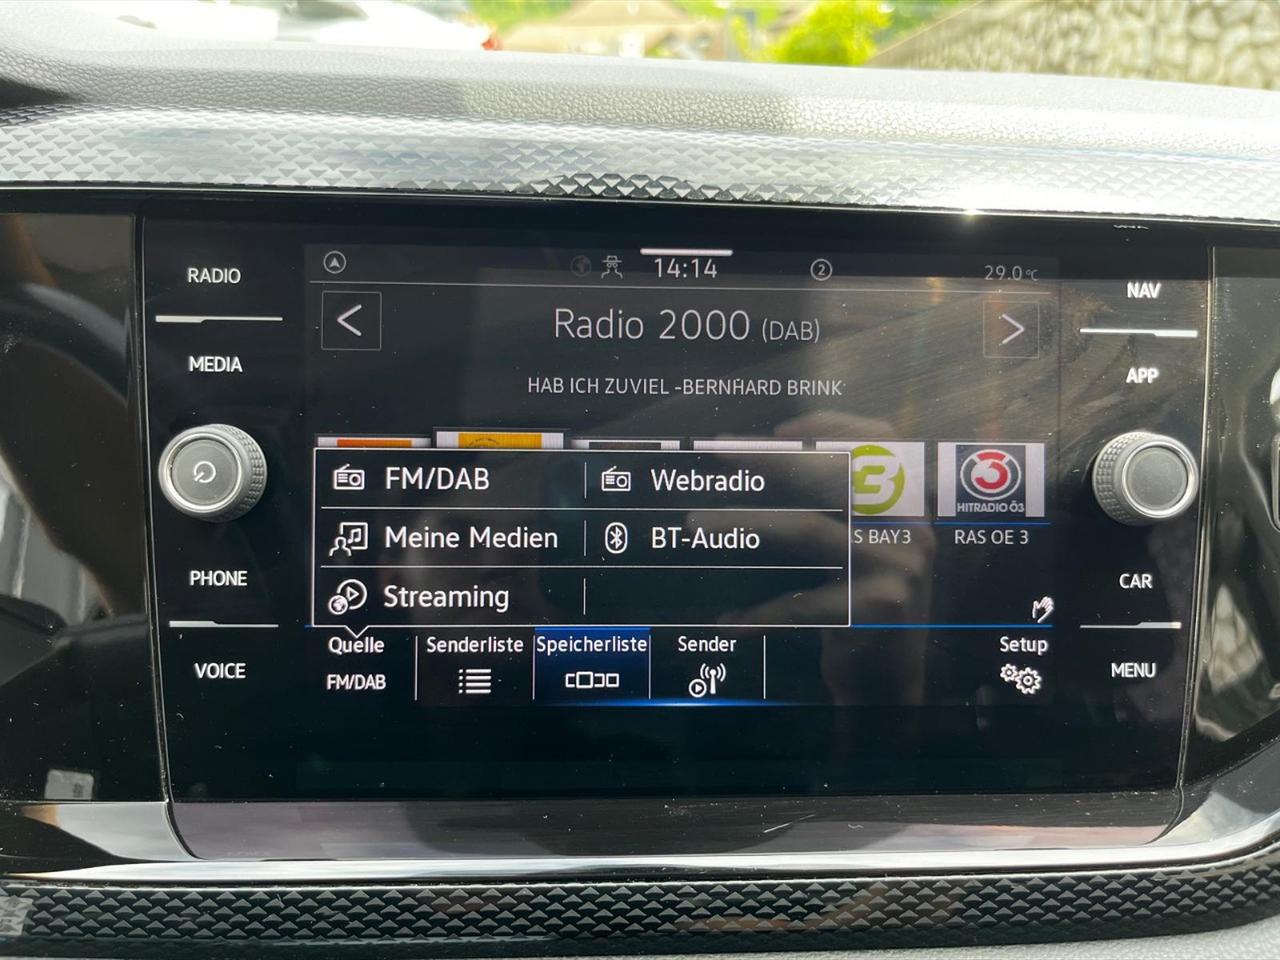 RADIO
MEDIA
PHONE
VOICE
14:14
2
29.0°C
Radio 2000 (DAB)
HAB ICH ZUVIEL -BERNHARD BRINK
FM/DAB
Webradio
Meine Medien
BT-Audio
Streaming
3
S BAY3
3
HITRADIO Ö3
RAS OE 3
Quelle
FM/DAB
Senderliste
Speicherliste
Sender
Setup
NAV
APP
CAR
MENU